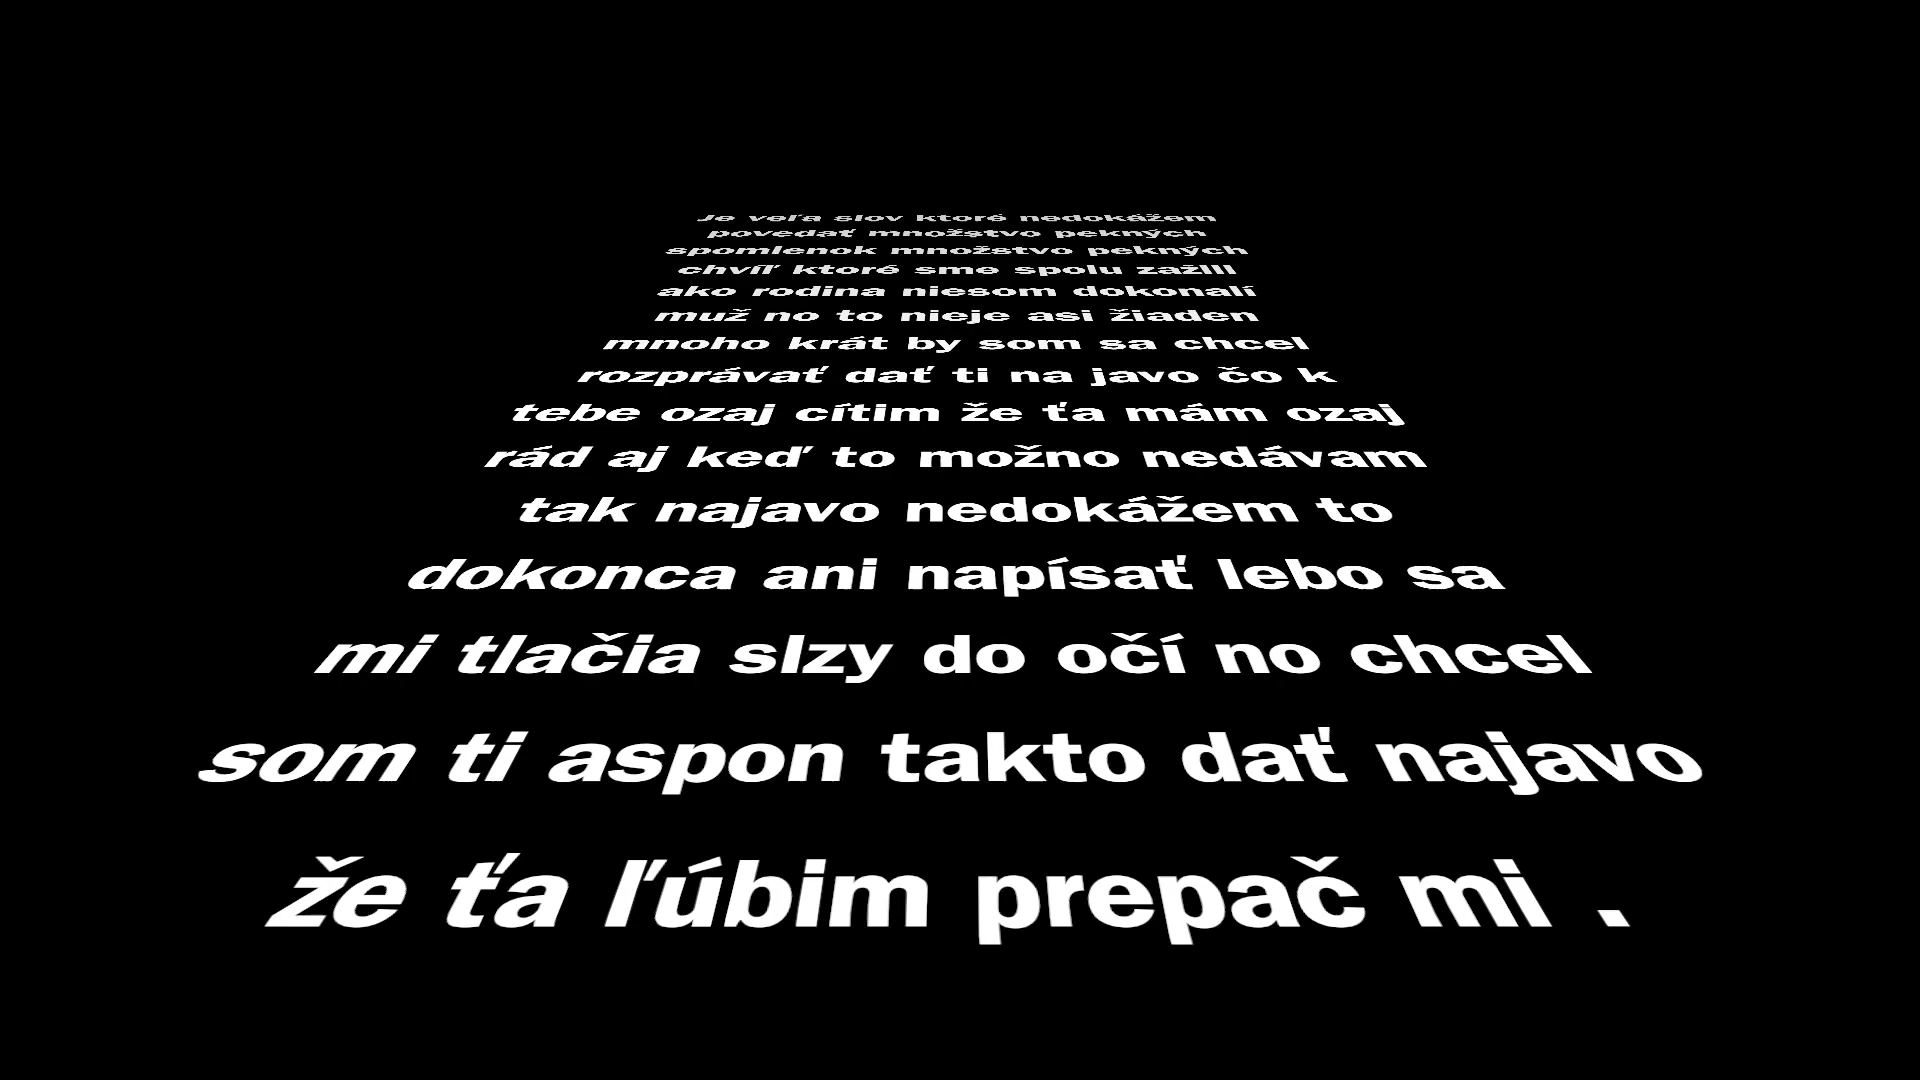 Je veľa slov ktoré nedokážem
povedať množstvo pekných
spomienok množstvo pekných
chvíľ ktoré sme spolu zažili
ako rodina niesom dokonalí
muž no to nieje asi žiaden
mnoho krát by som sa chcel
rozprávať dať ti na javo čo k
tebe ozaj cítim že ťa mám ozaj
rád aj keď to možno nedávam
tak najavo nedokážem to
dokonca ani napísať lebo sa
mi tlačia slzy do očí no chcel
som ti aspon takto dať najavo
že ťa ľúbim prepač mi .